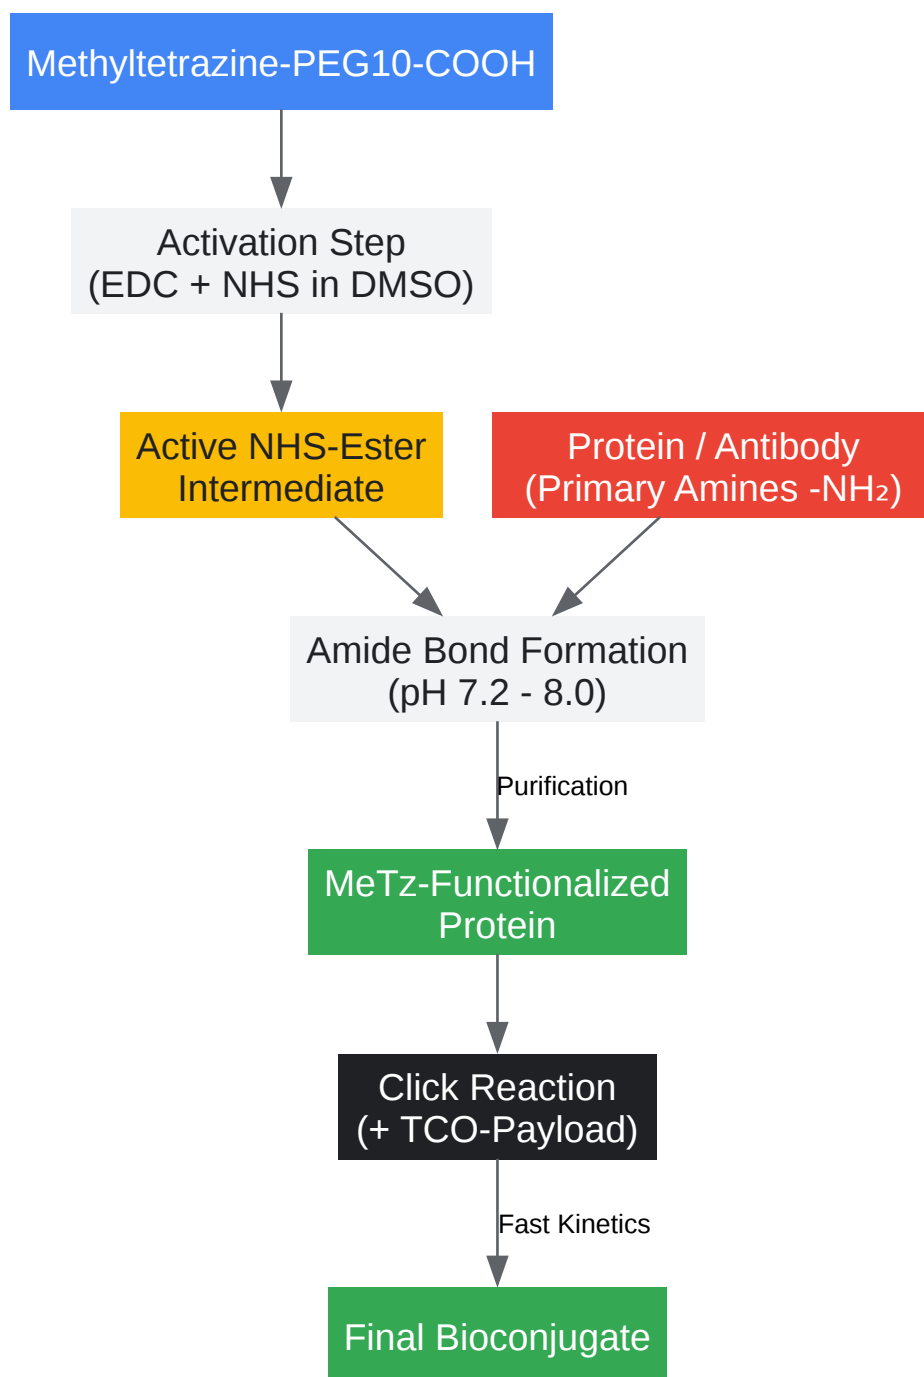 Methyltetrazine-PEG10-COOH
Activation Step
(EDC + NHS in DMSO)
Active NHS-Ester
Intermediate
Protein / Antibody
(Primary Amines -NH₂)
Amide Bond Formation
(pH 7.2 - 8.0)
Purification
MeTz-Functionalized
Protein
Click Reaction
(+ TCO-Payload)
Fast Kinetics
Final Bioconjugate